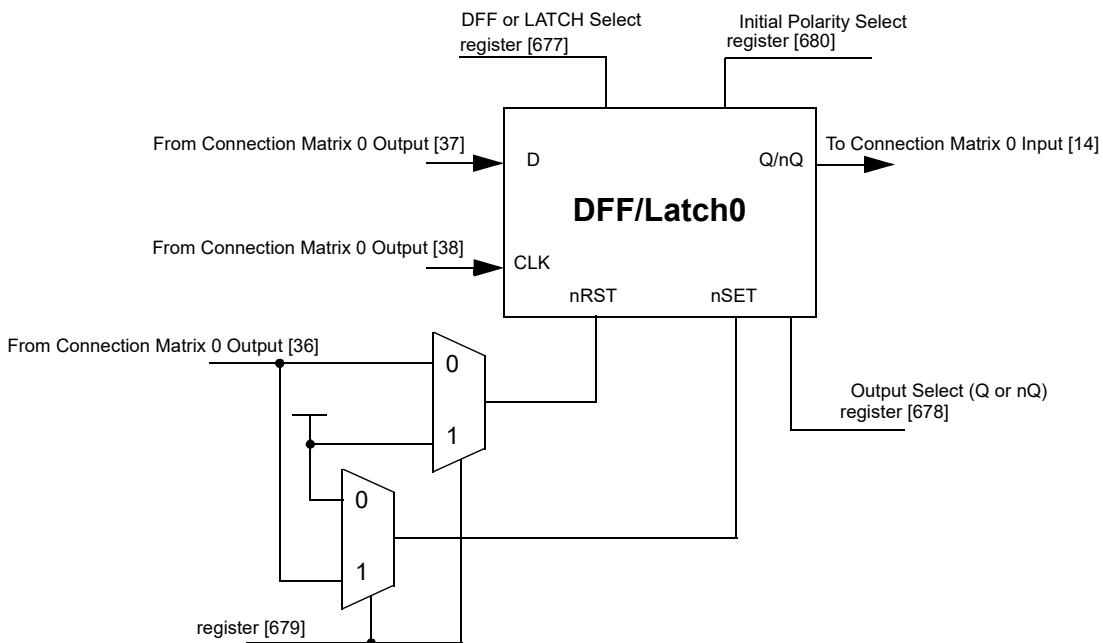 DFF or LATCH Select
register [677]
Initial Polarity Select
register [680]
From Connection Matrix 0 Output [37]
D
Q/nQ
To Connection Matrix 0 Input [14]
DFF/Latch0
From Connection Matrix 0 Output [38]
CLK
nRST
nSET
From Connection Matrix 0 Output [36]
0
1
Output Select (Q or nQ)
register [678]
0
1
register [679]